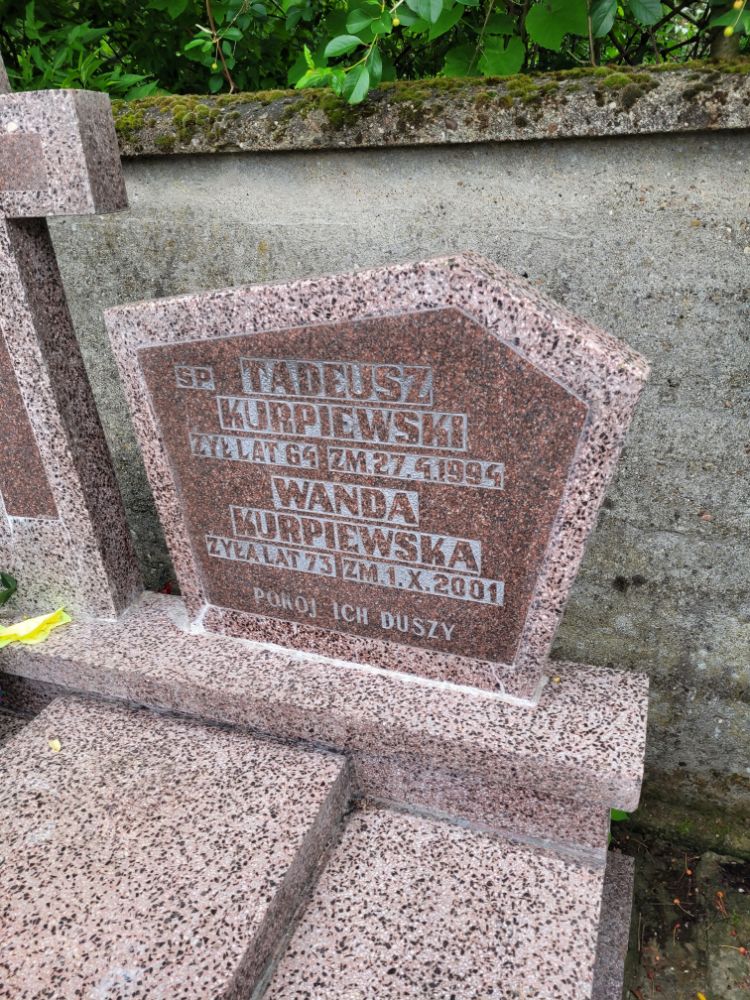 SP TADEUSZ
KURPIEWSKI
ŻYŁ LAT 64 ZM.27.4.1994
WANDA
KURPIEWSKA
ŻYŁA LAT 73 ZM.1.X.2001
POKÓJ ICH DUSZY